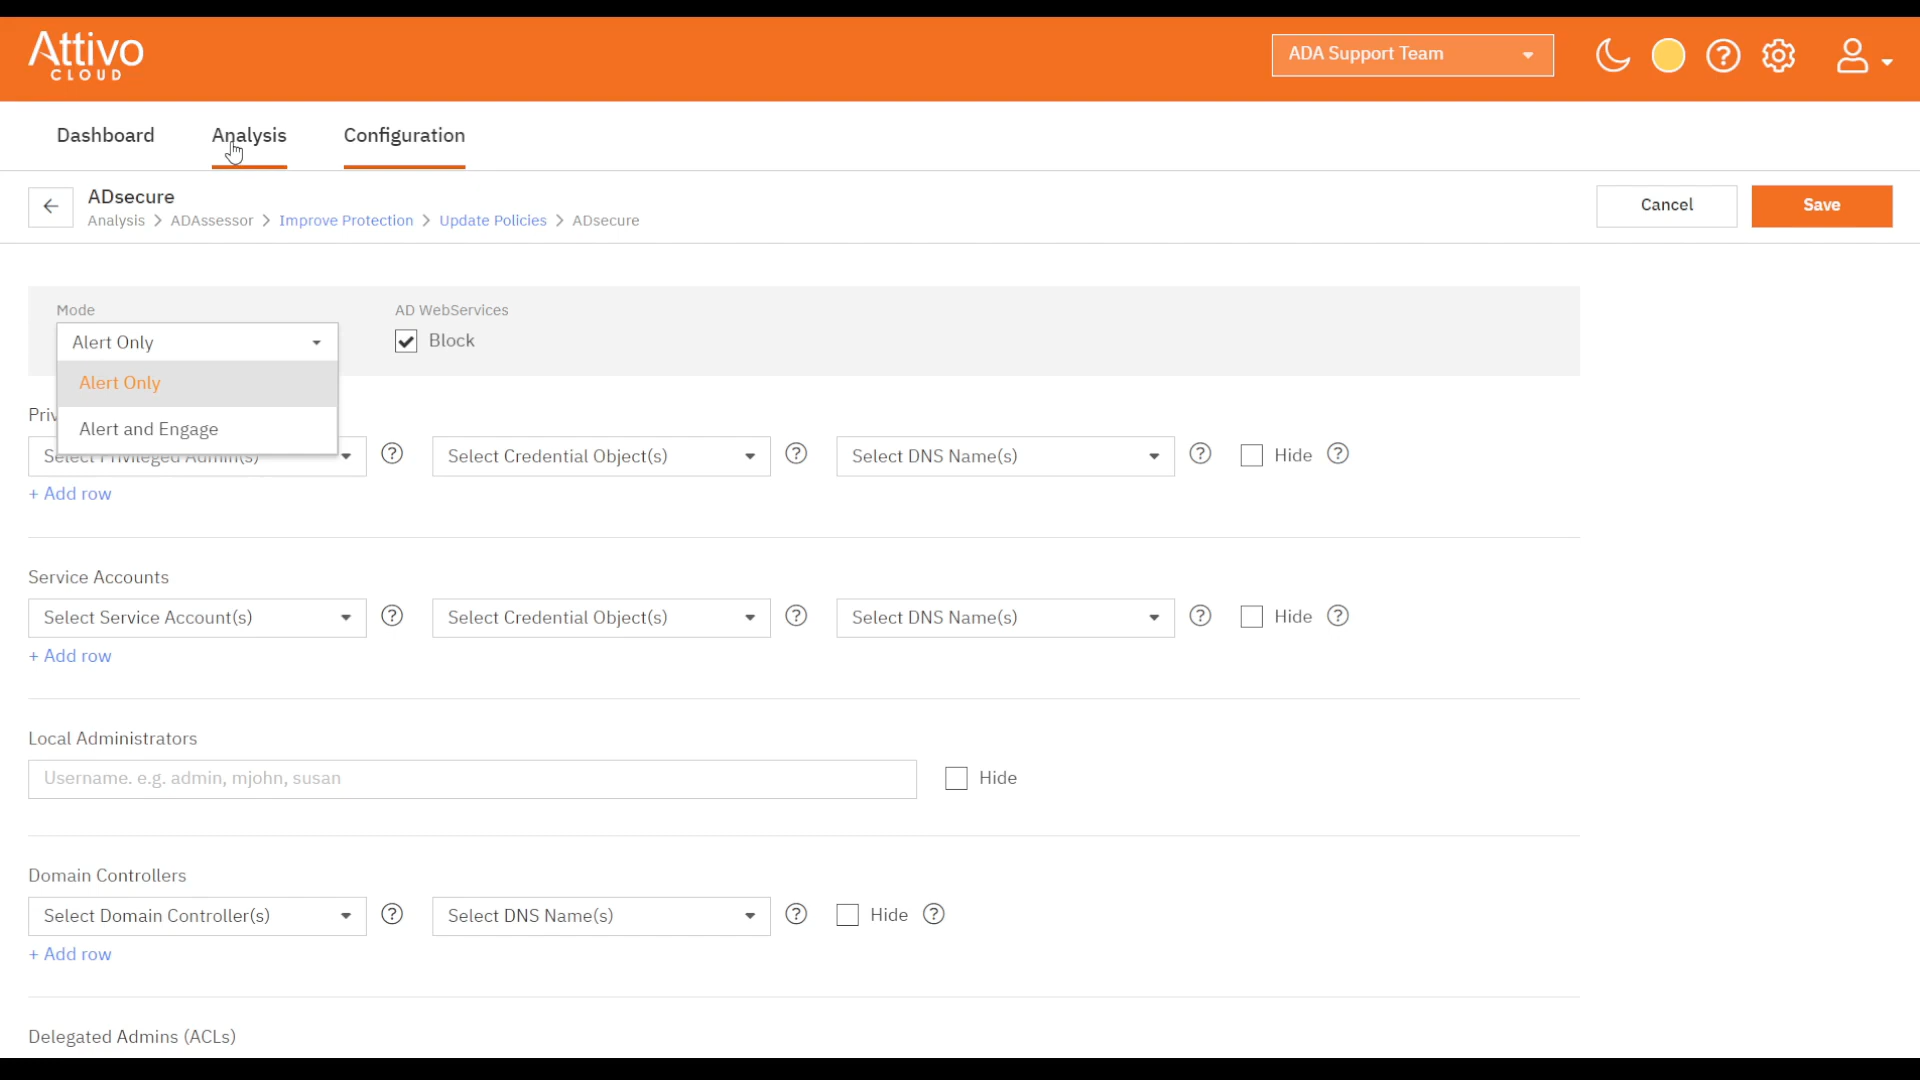 Attivo
CLOUD
ADA Support Team
Dashboard
Analysis
Configuration
ADsecure
Analysis > ADAssessor > Improve Protection > Update Policies > ADsecure
Cancel
Save
Mode
AD WebServices
Alert Only
Block
Alert Only
Alert and Engage
Select Privileged Admin(s)
Select Credential Object(s)
Select DNS Name(s)
Hide
+ Add row
Service Accounts
Select Service Account(s)
Select Credential Object(s)
Select DNS Name(s)
Hide
+ Add row
Local Administrators
Username. e.g. admin, mjohn, susan
Hide
Domain Controllers
Select Domain Controller(s)
Select DNS Name(s)
Hide
+ Add row
Delegated Admins (ACLs)